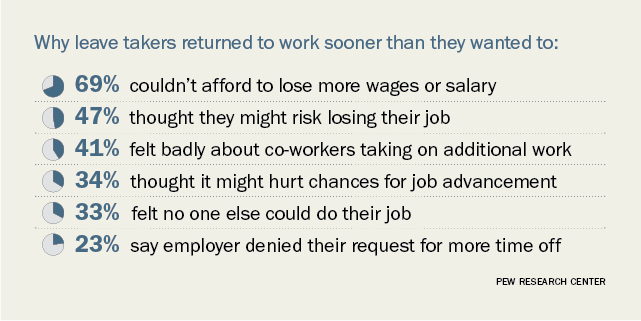 Why leave takers returned to work sooner than they wanted to:
69% couldn't afford to lose more wages or salary
47% thought they might risk losing their job
41% felt badly about co-workers taking on additional work
34% thought it might hurt chances for job advancement
33% felt no one else could do their job
23% say employer denied their request for more time off
PEW RESEARCH CENTER